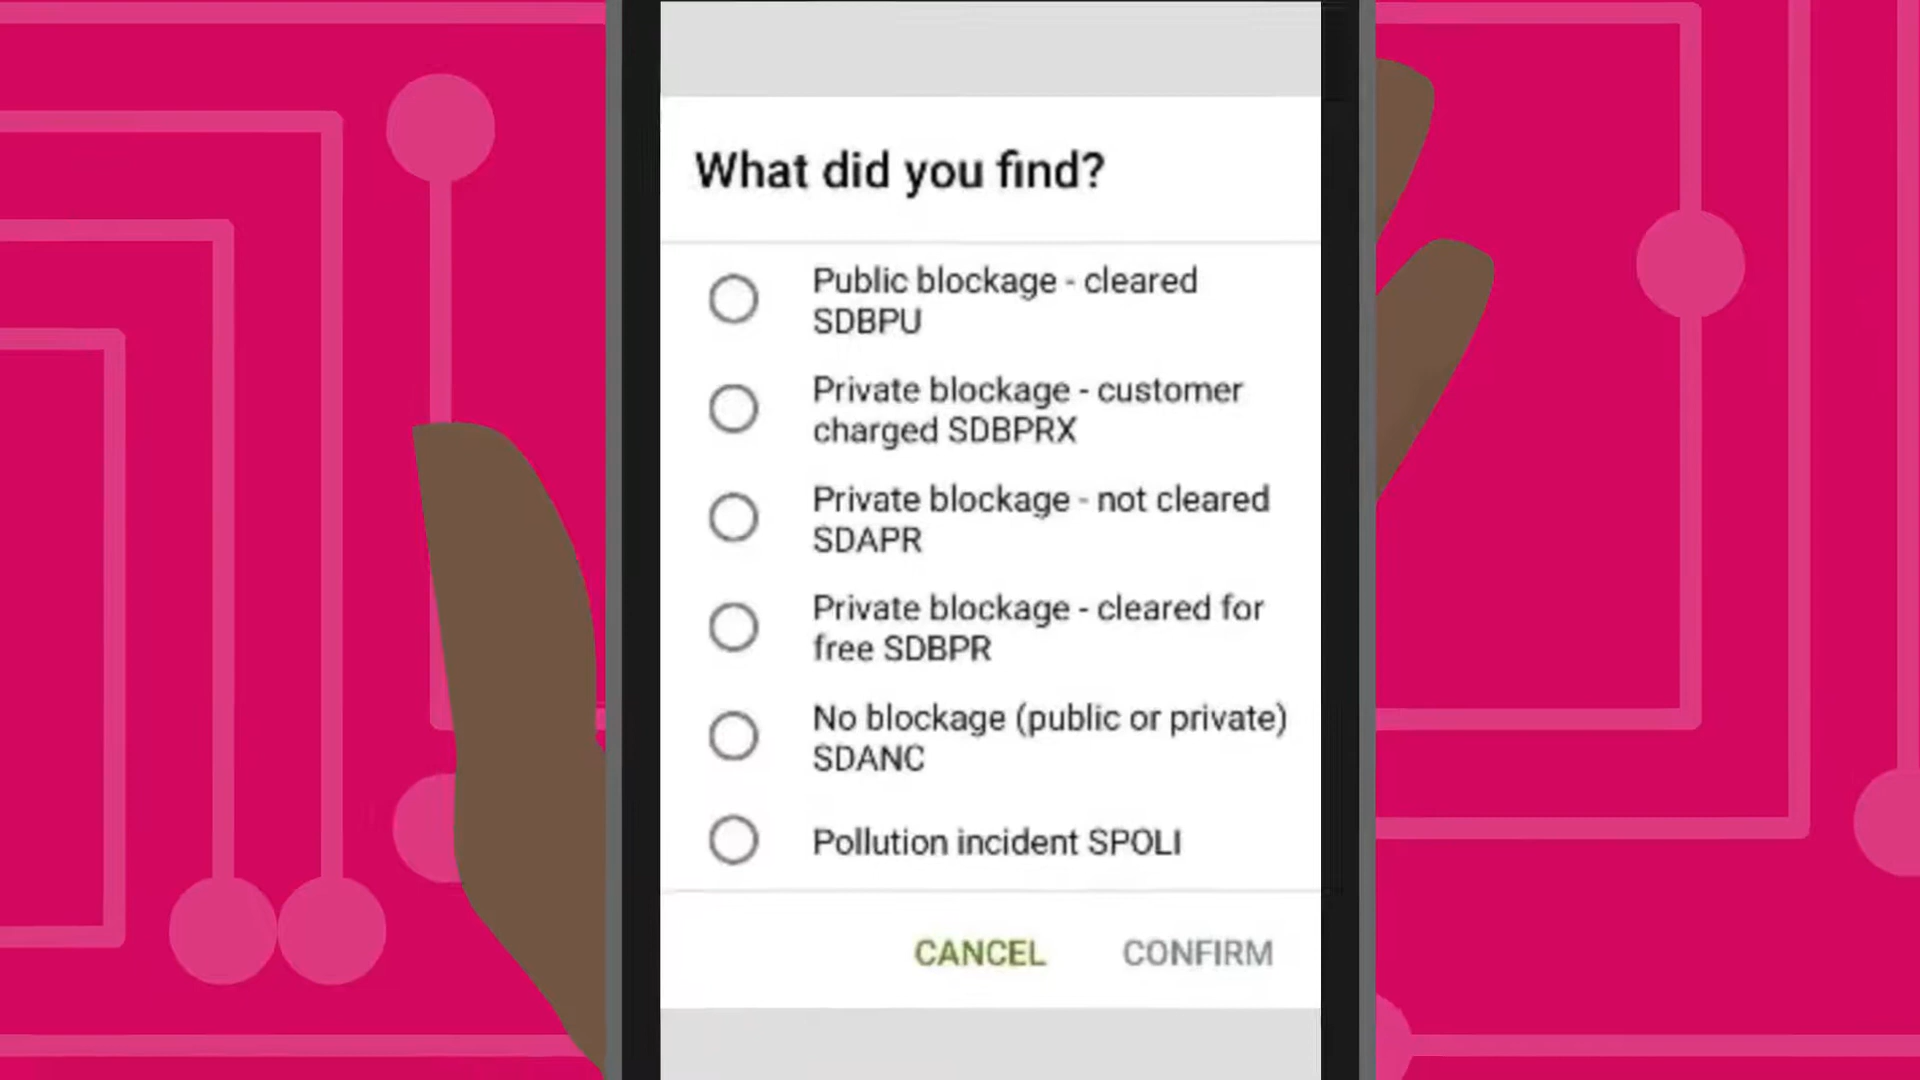 What did you find?
Public blockage - cleared
SDBPU
Private blockage - customer
charged SDBPRX
Private blockage - not cleared
SDAPR
Private blockage - cleared for
free SDBPR
No blockage (public or private)
SDANC
Pollution incident SPOLI
CANCEL CONFIRM